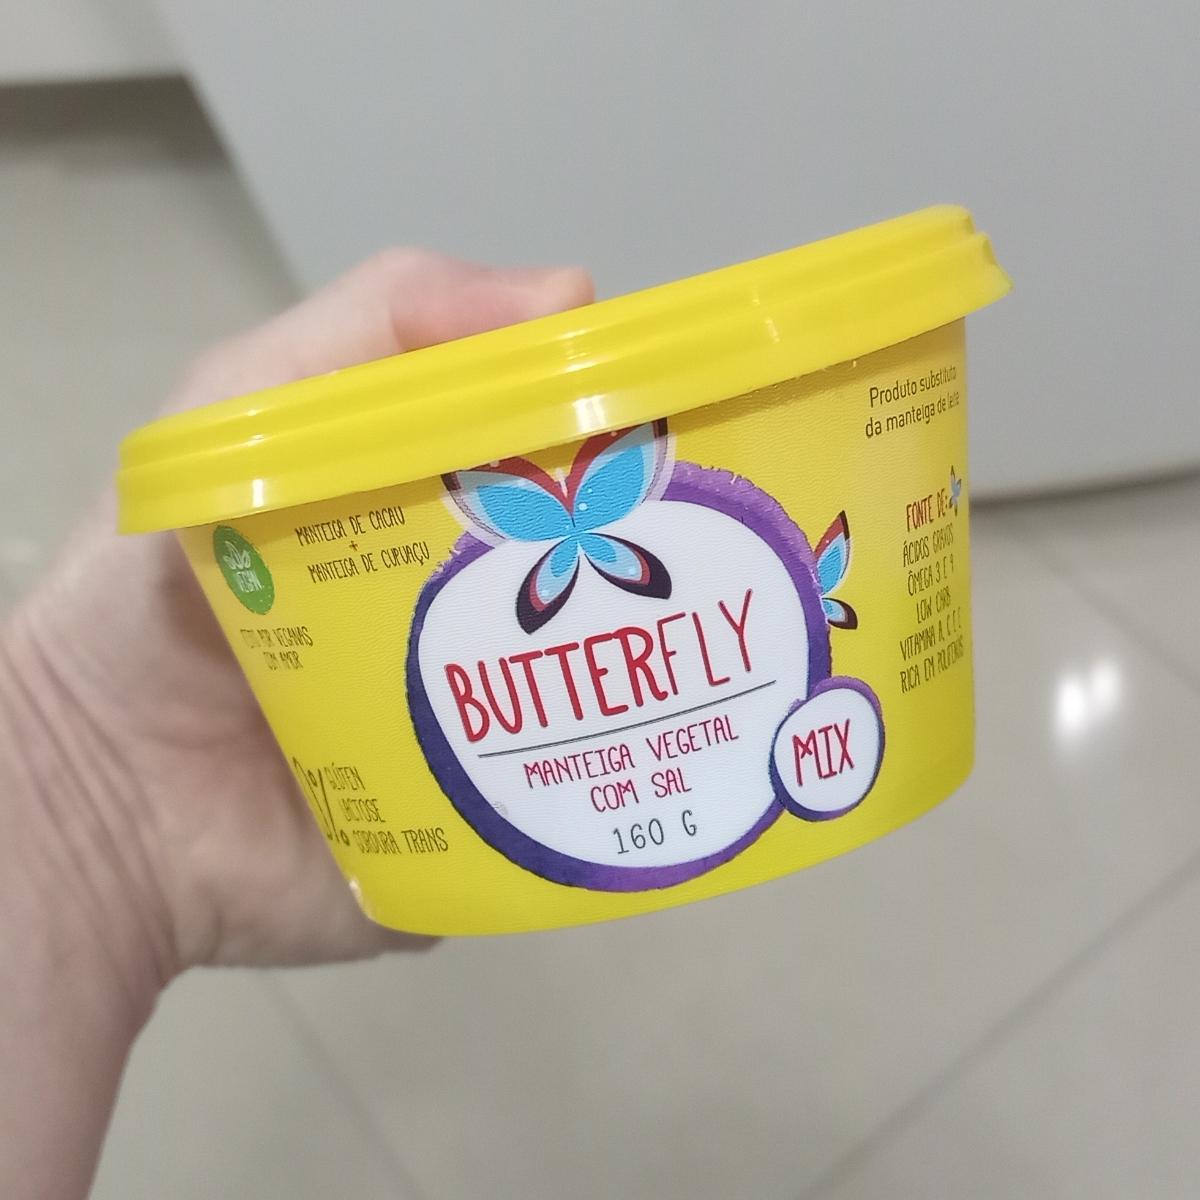 MANTEIGA DE CACAU
+
MANTEIGA DE CUPUAÇU
VEGAN
POR VEGANAS
COM AMOR
0% GLÚTEN
LACTOSE
GORDURA TRANS
BUTTERFLY
MANTEIGA VEGETAL
COM SAL
160 G
MIX
Produto substituto
da manteiga de leite
FONTE DE:
ÁCIDOS GRAXOS
ÔMEGA 3 E 9
LOW CARB
VITAMINA A, C E E
RICA EM POLIFENÓIS